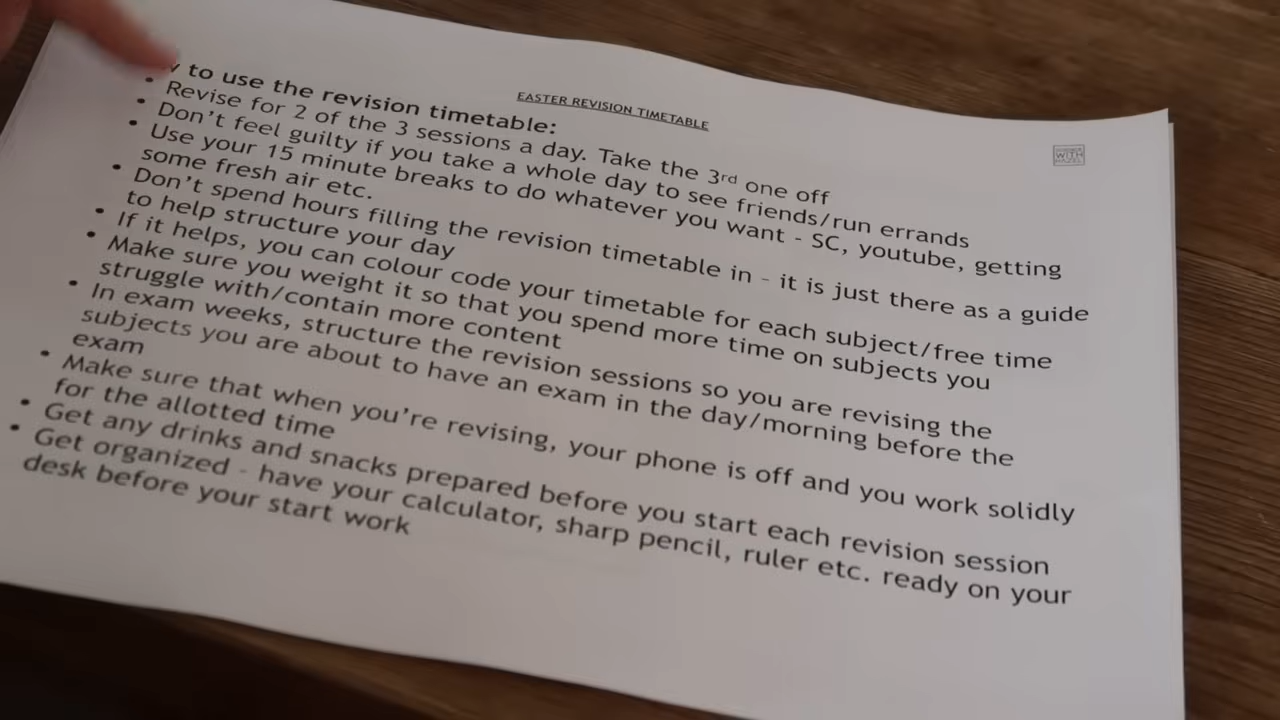 EASTER REVISION TIMETABLE
WITH
to use the revision timetable:
• Revise for 2 of the 3 sessions a day. Take the 3rd one off
• Don't feel guilty if you take a whole day to see friends/run errands
• Use your 15 minute breaks to do whatever you want - SC, youtube, getting
some fresh air etc.
• Don't spend hours filling the revision timetable in - it is just there as a guide
to help structure your day
• If it helps, you can colour code your timetable for each subject/free time
• Make sure you weight it so that you spend more time on subjects you
struggle with/contain more content
• In exam weeks, structure the revision sessions so you are revising the
subjects you are about to have an exam in the day/morning before the
exam
• Make sure that when you're revising, your phone is off and you work solidly
for the allotted time
• Get any drinks and snacks prepared before you start each revision session
• Get organized - have your calculator, sharp pencil, ruler etc. ready on your
desk before your start work